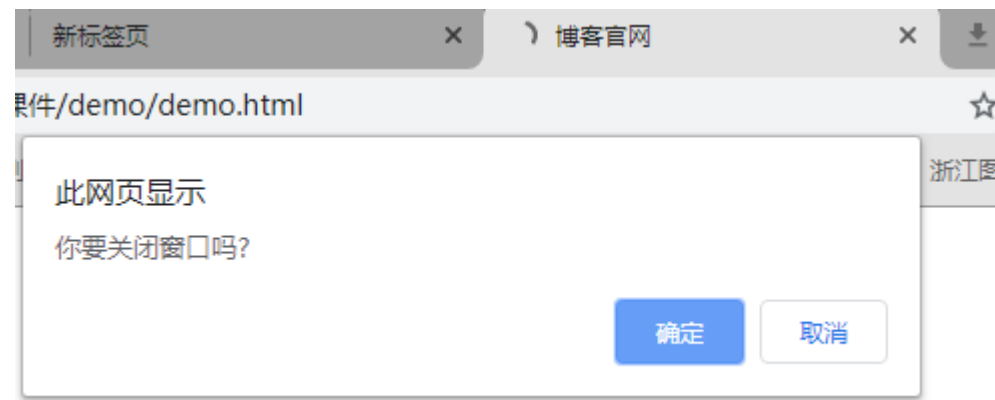 新标签页
博客官网
课件/demo/demo.html
浙江图
此网页显示
你要关闭窗口吗?
确定
取消